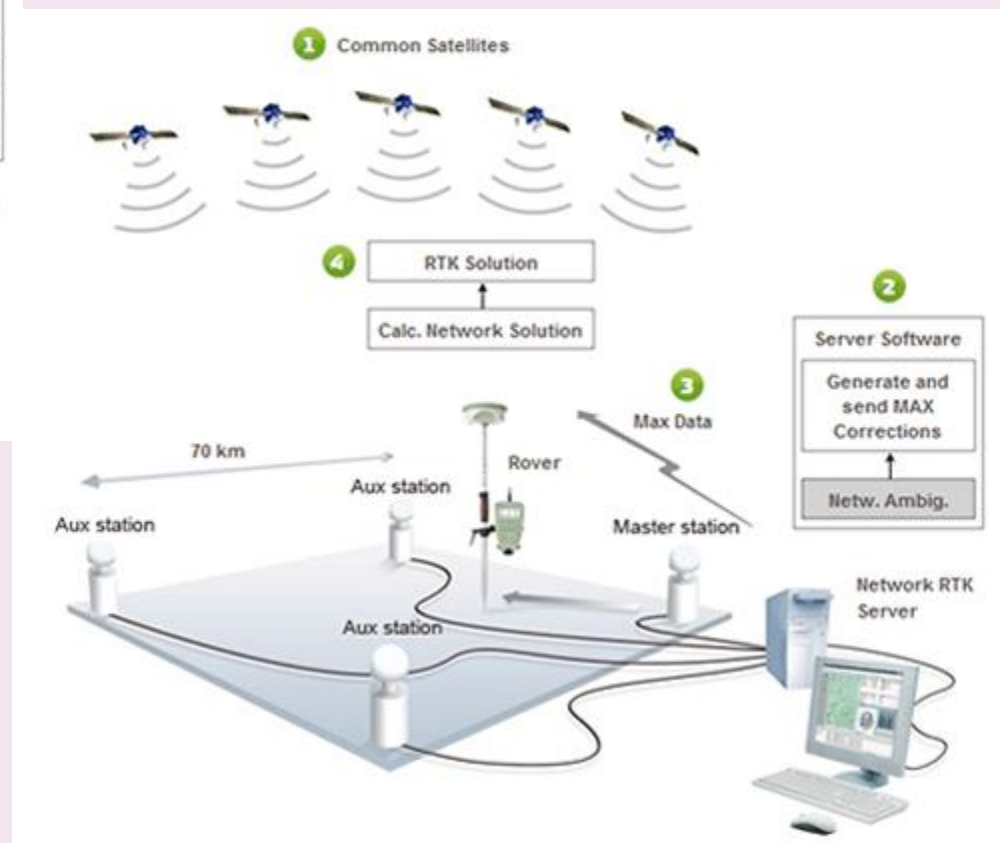 1 Common Satellites
4 RTK Solution
Calc. Network Solution
2
Server Software
Generate and
send MAX
Corrections
Netw. Ambig.
3
Max Data
70 km
Rover
Aux station
Aux station
Master station
Aux station
Network RTK
Server